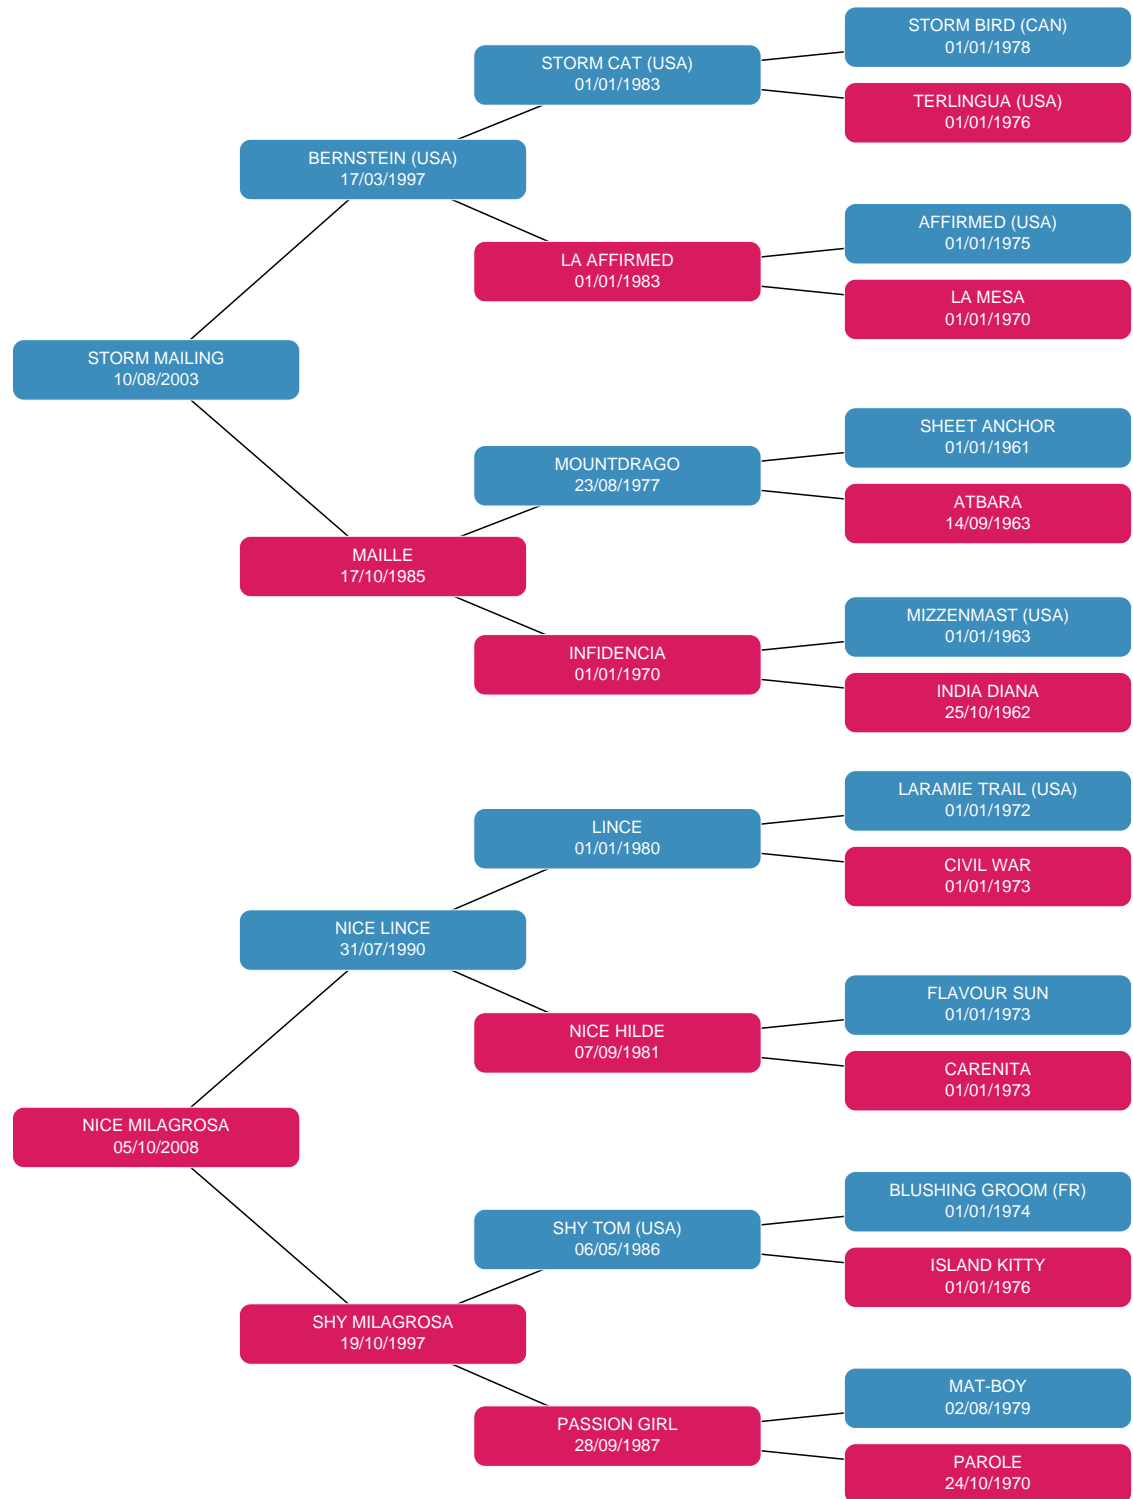 STORM BIRD (CAN)
01/01/1978
STORM CAT (USA)
01/01/1983
TERLINGUA (USA)
01/01/1976
BERNSTEIN (USA)
17/03/1997
AFFIRMED (USA)
01/01/1975
LA AFFIRMED
01/01/1983
LA MESA
01/01/1970
STORM MAILING
10/08/2003
SHEET ANCHOR
01/01/1961
MOUNTDRAGO
23/08/1977
ATBARA
14/09/1963
MAILLE
17/10/1985
MIZZENMAST (USA)
01/01/1963
INFIDENCIA
01/01/1970
INDIA DIANA
25/10/1962
LARAMIE TRAIL (USA)
01/01/1972
LINCE
01/01/1980
CIVIL WAR
01/01/1973
NICE LINCE
31/07/1990
FLAVOUR SUN
01/01/1973
NICE HILDE
07/09/1981
CARENITA
01/01/1973
NICE MILAGROSA
05/10/2008
BLUSHING GROOM (FR)
01/01/1974
SHY TOM (USA)
06/05/1986
ISLAND KITTY
01/01/1976
SHY MILAGROSA
19/10/1997
MAT-BOY
02/08/1979
PASSION GIRL
28/09/1987
PAROLE
24/10/1970